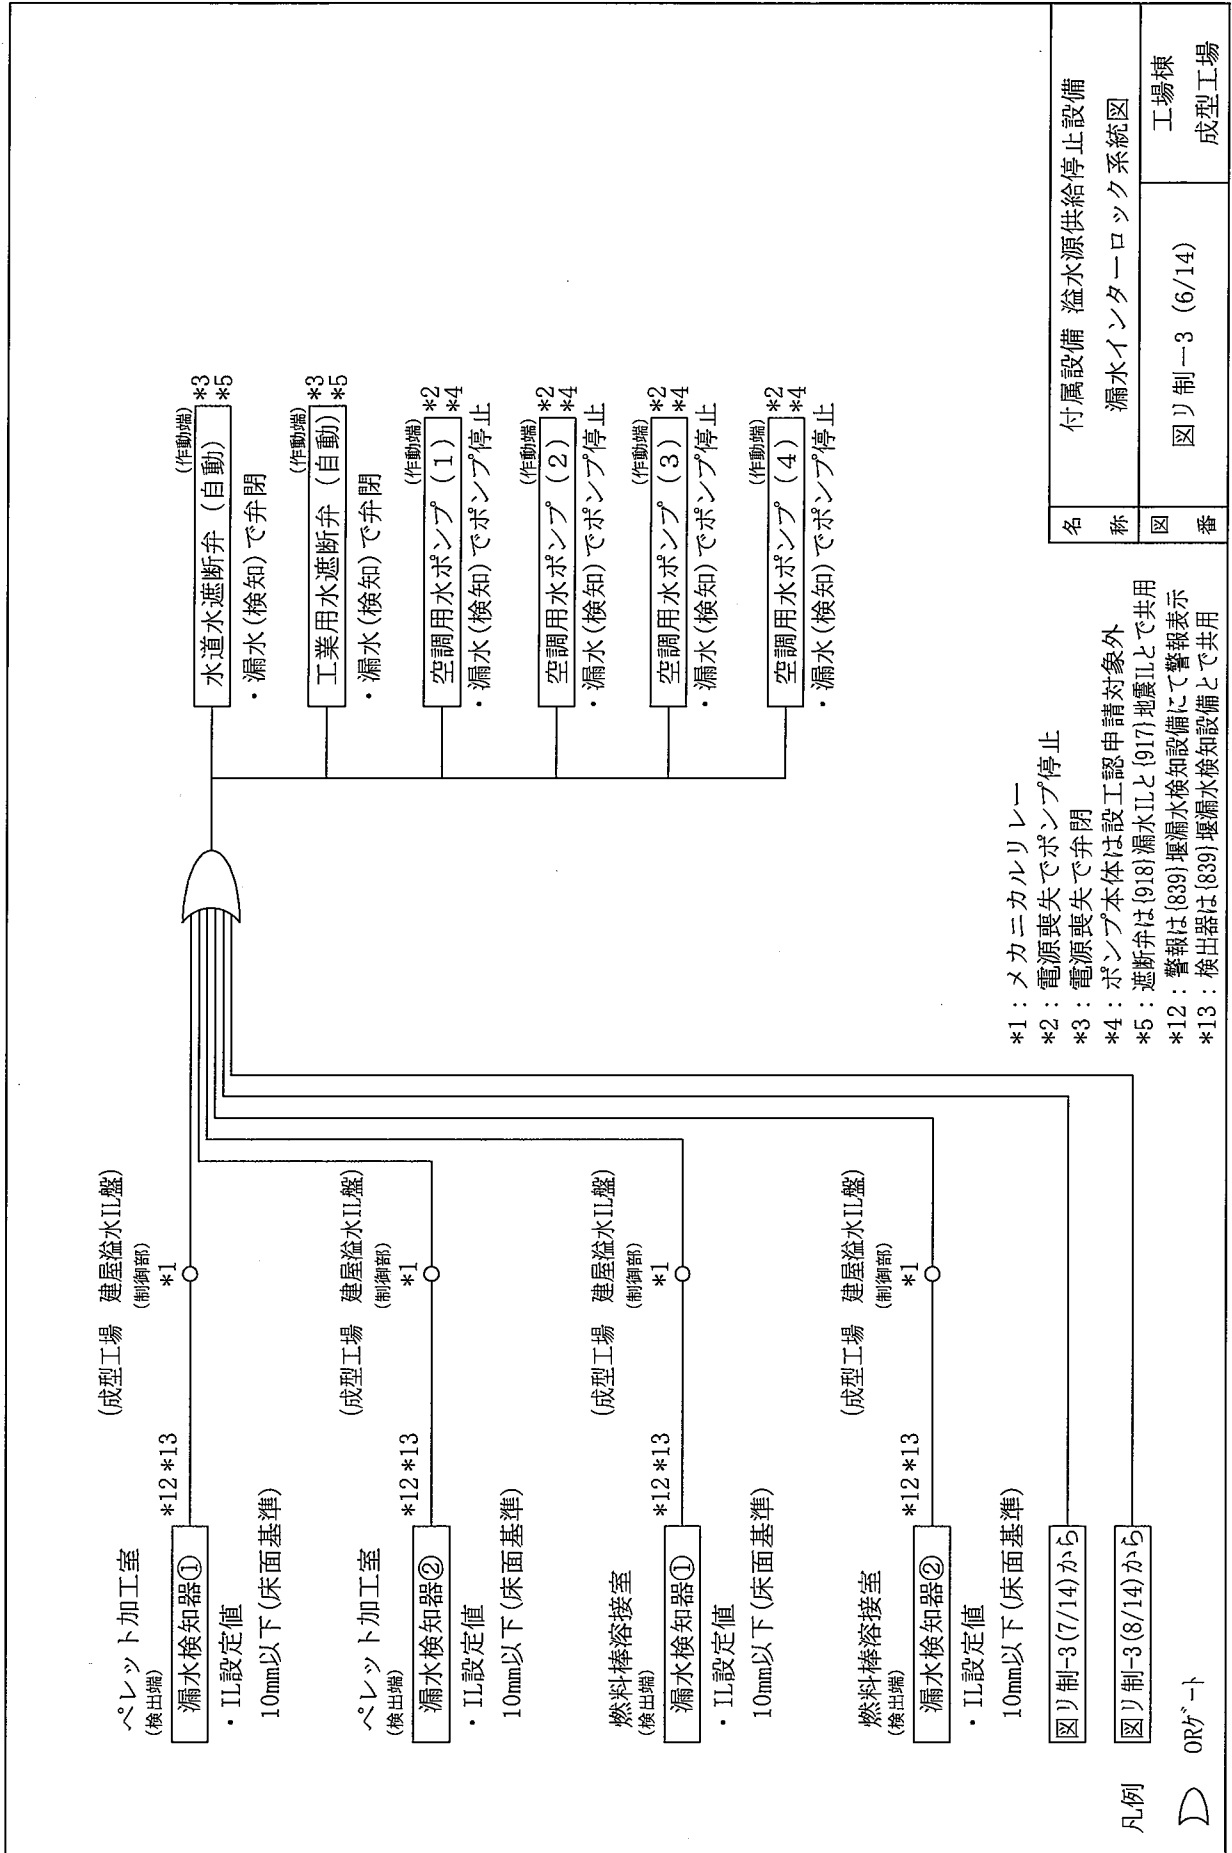 ペレット加工室
(検出端)
漏水検知器①
*12 *13
・IL設定値
10mm以下(床面基準)
(成型工場　建屋溢水IL盤)
(制御部)
*1
ペレット加工室
(検出端)
漏水検知器②
*12 *13
・IL設定値
10mm以下(床面基準)
(成型工場　建屋溢水IL盤)
(制御部)
*1
燃料棒溶接室
(検出端)
漏水検知器①
*12 *13
・IL設定値
10mm以下(床面基準)
(成型工場　建屋溢水IL盤)
(制御部)
*1
燃料棒溶接室
(検出端)
漏水検知器②
*12 *13
・IL設定値
10mm以下(床面基準)
(成型工場　建屋溢水IL盤)
(制御部)
*1
図リ制-3(7/14)から
図リ制-3(8/14)から
凡例
ORゲート
(作動端)
水道水遮断弁（自動）
*3
*5
・漏水(検知)で弁閉
(作動端)
工業用水遮断弁（自動）
*3
*5
・漏水(検知)で弁閉
(作動端)
空調用水ポンプ（1）
*2
*4
・漏水(検知)でポンプ停止
(作動端)
空調用水ポンプ（2）
*2
*4
・漏水(検知)でポンプ停止
(作動端)
空調用水ポンプ（3）
*2
*4
・漏水(検知)でポンプ停止
(作動端)
空調用水ポンプ（4）
*2
*4
・漏水(検知)でポンプ停止
*1：メカニカルリレー
*2：電源喪失でポンプ停止
*3：電源喪失で弁閉
*4：ポンプ本体は設工認申請対象外
*5：遮断弁は{918}漏水ILと{917}地震ILとで共用
*12：警報は{839}堰漏水検知設備にて警報表示
*13：検出器は{839}堰漏水検知設備とで共用
名称
付属設備 溢水源供給停止設備
漏水インターロック系統図
図番
図リ制－3 (6/14)
工場棟
成型工場